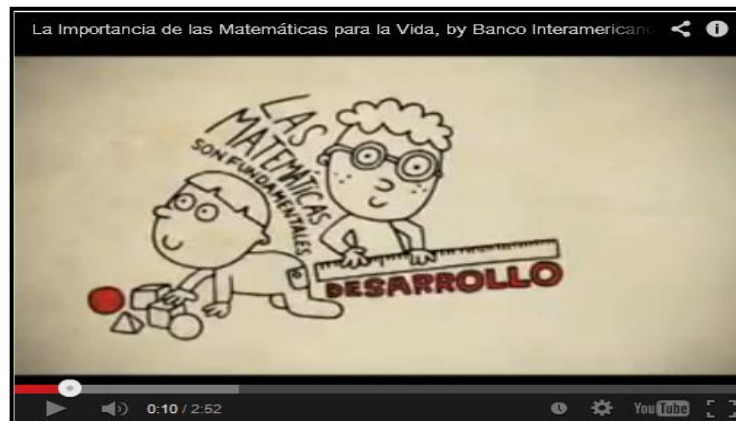 La Importancia de las Matemáticas para la Vida, by Banco Interamericano
LAS
MATEMÁTICAS
SON FUNDAMENTALES
DESARROLLO
0:10 / 2:52
YouTube